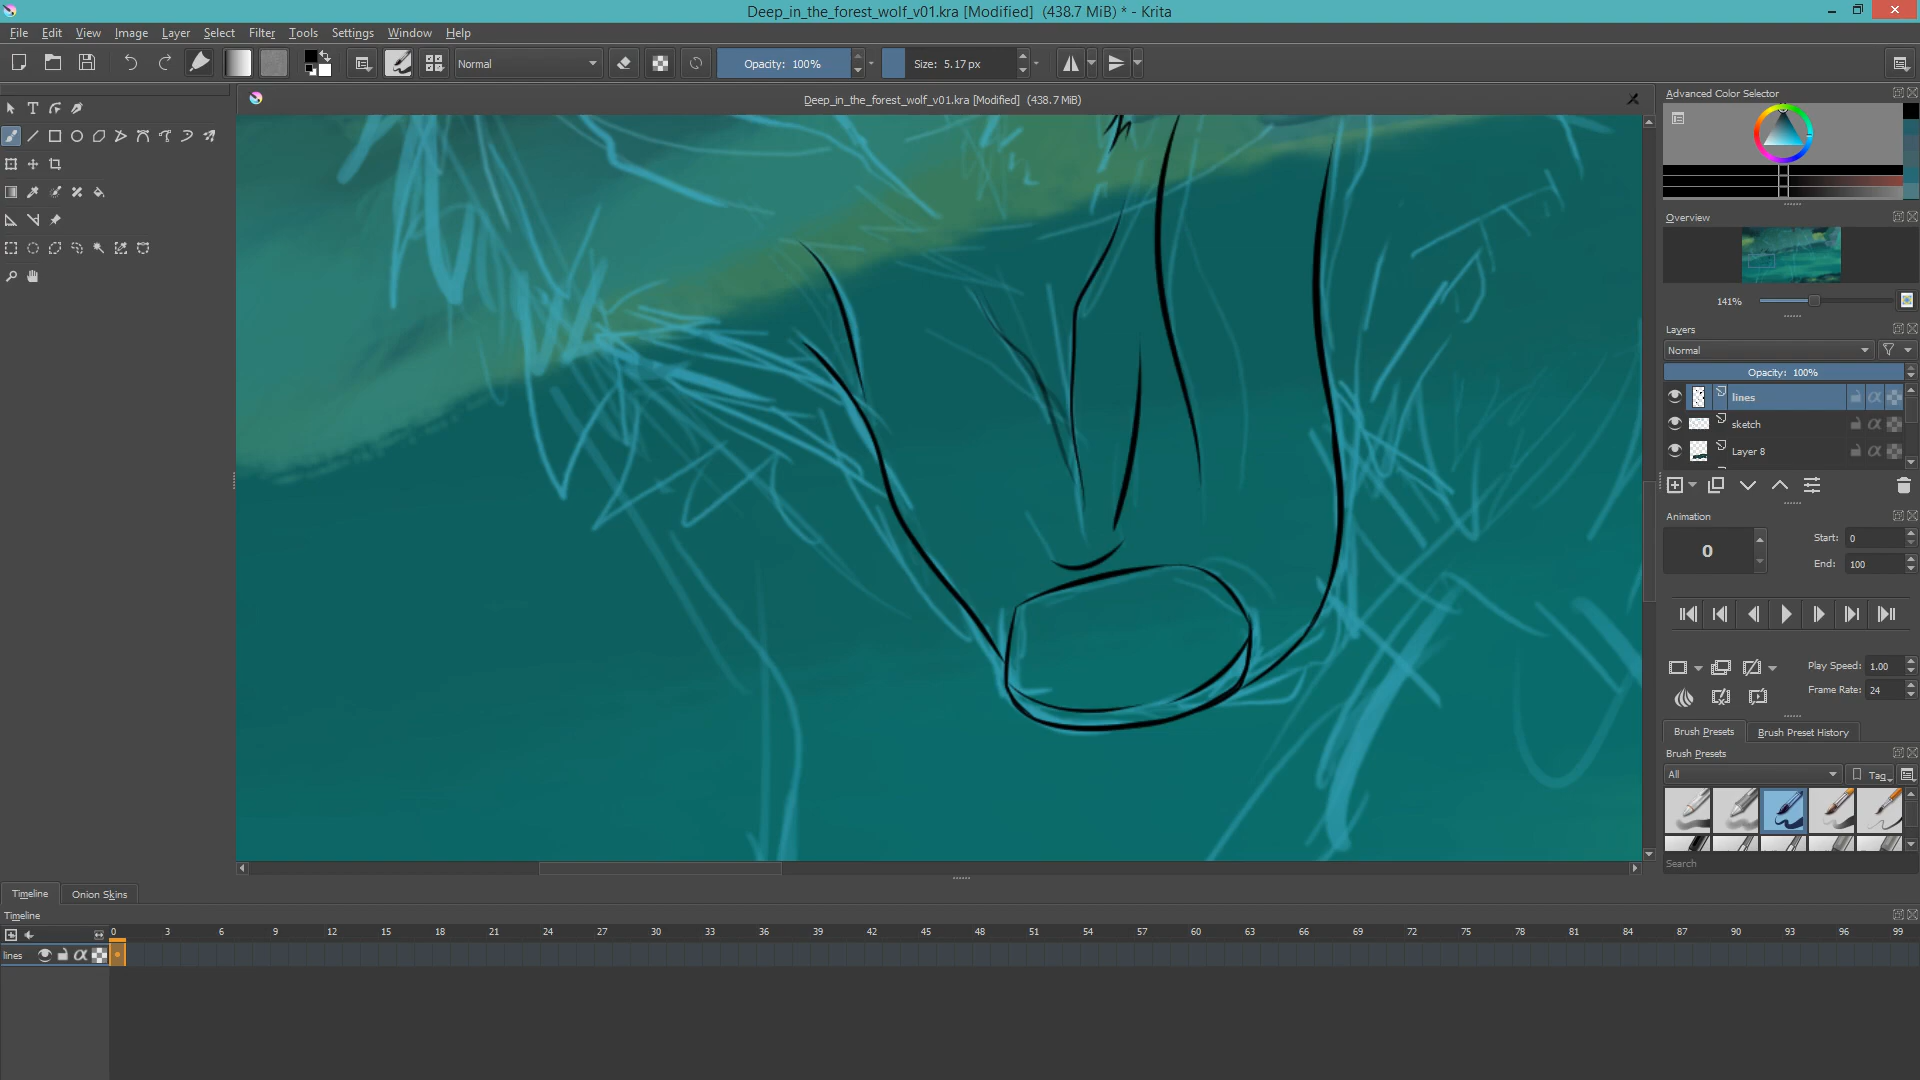 Deep_in_the_forest_wolf_v01.kra [Modified]  (438.7 MiB) * - Krita
File Edit View Image Layer Select Filter Tools Settings Window Help
Normal
Opacity: 100%
Size: 5.17 px
Deep_in_the_forest_wolf_v01.kra [Modified]  (438.7 MiB)
Advanced Color Selector
Overview
141%
Layers
Normal
Opacity: 100%
lines
sketch
Layer 8
Animation
0
Start: 0
End: 100
Play Speed: 1.00
Frame Rate: 24
Brush Presets Brush Preset History
Brush Presets
All
Tag
Search
Timeline Onion Skins
Timeline
0 3 6 9 12 15 18 21 24 27 30 33 36 39 42 45 48 51 54 57 60 63 66 69 72 75 78 81 84 87 90 93 96 99
lines